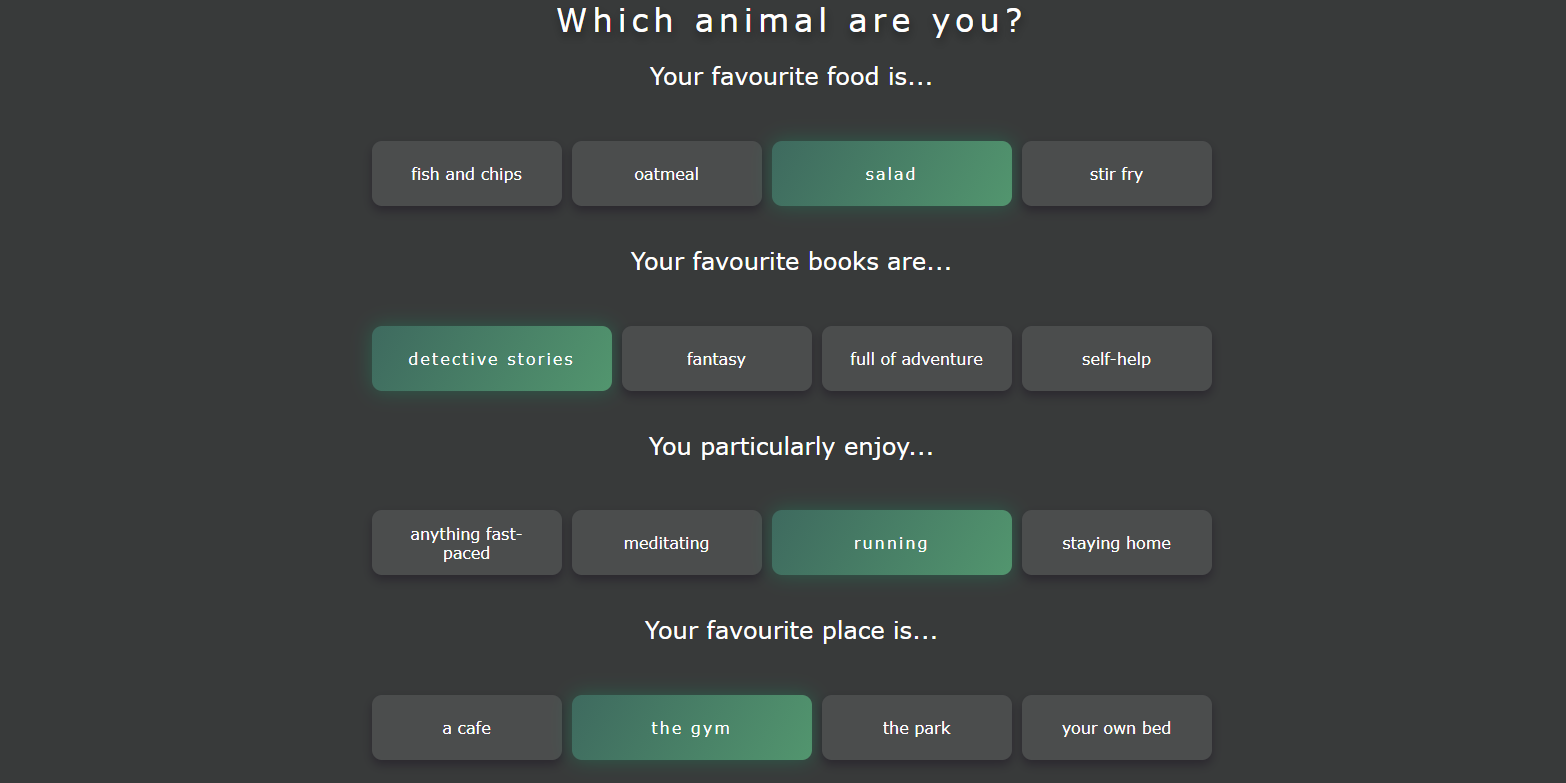 Which animal are you?
Your favourite food is...
fish and chips
oatmeal
salad
stir fry
Your favourite books are...
detective stories
fantasy
full of adventure
self-help
You particularly enjoy...
anything fast-
paced
meditating
running
staying home
Your favourite place is...
a cafe
the gym
the park
your own bed